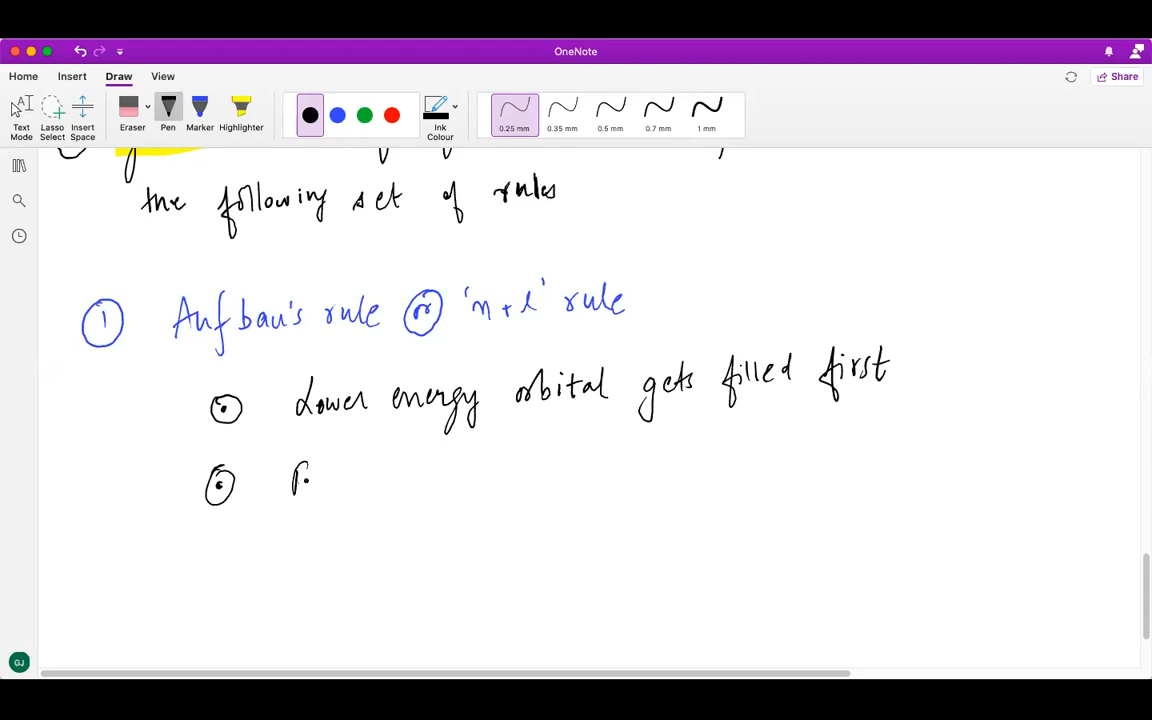 OneNote
Home Insert Draw View
Share
Text Mode
Lasso Select
Insert Space
Eraser
Pen
Marker
Highlighter
Ink Colour
0.25 mm
0.35 mm
0.5 mm
0.7 mm
1 mm
the following set of rules
1 Aufbau's rule or 'n+l' rule
Lower energy orbital gets filled first
GJ